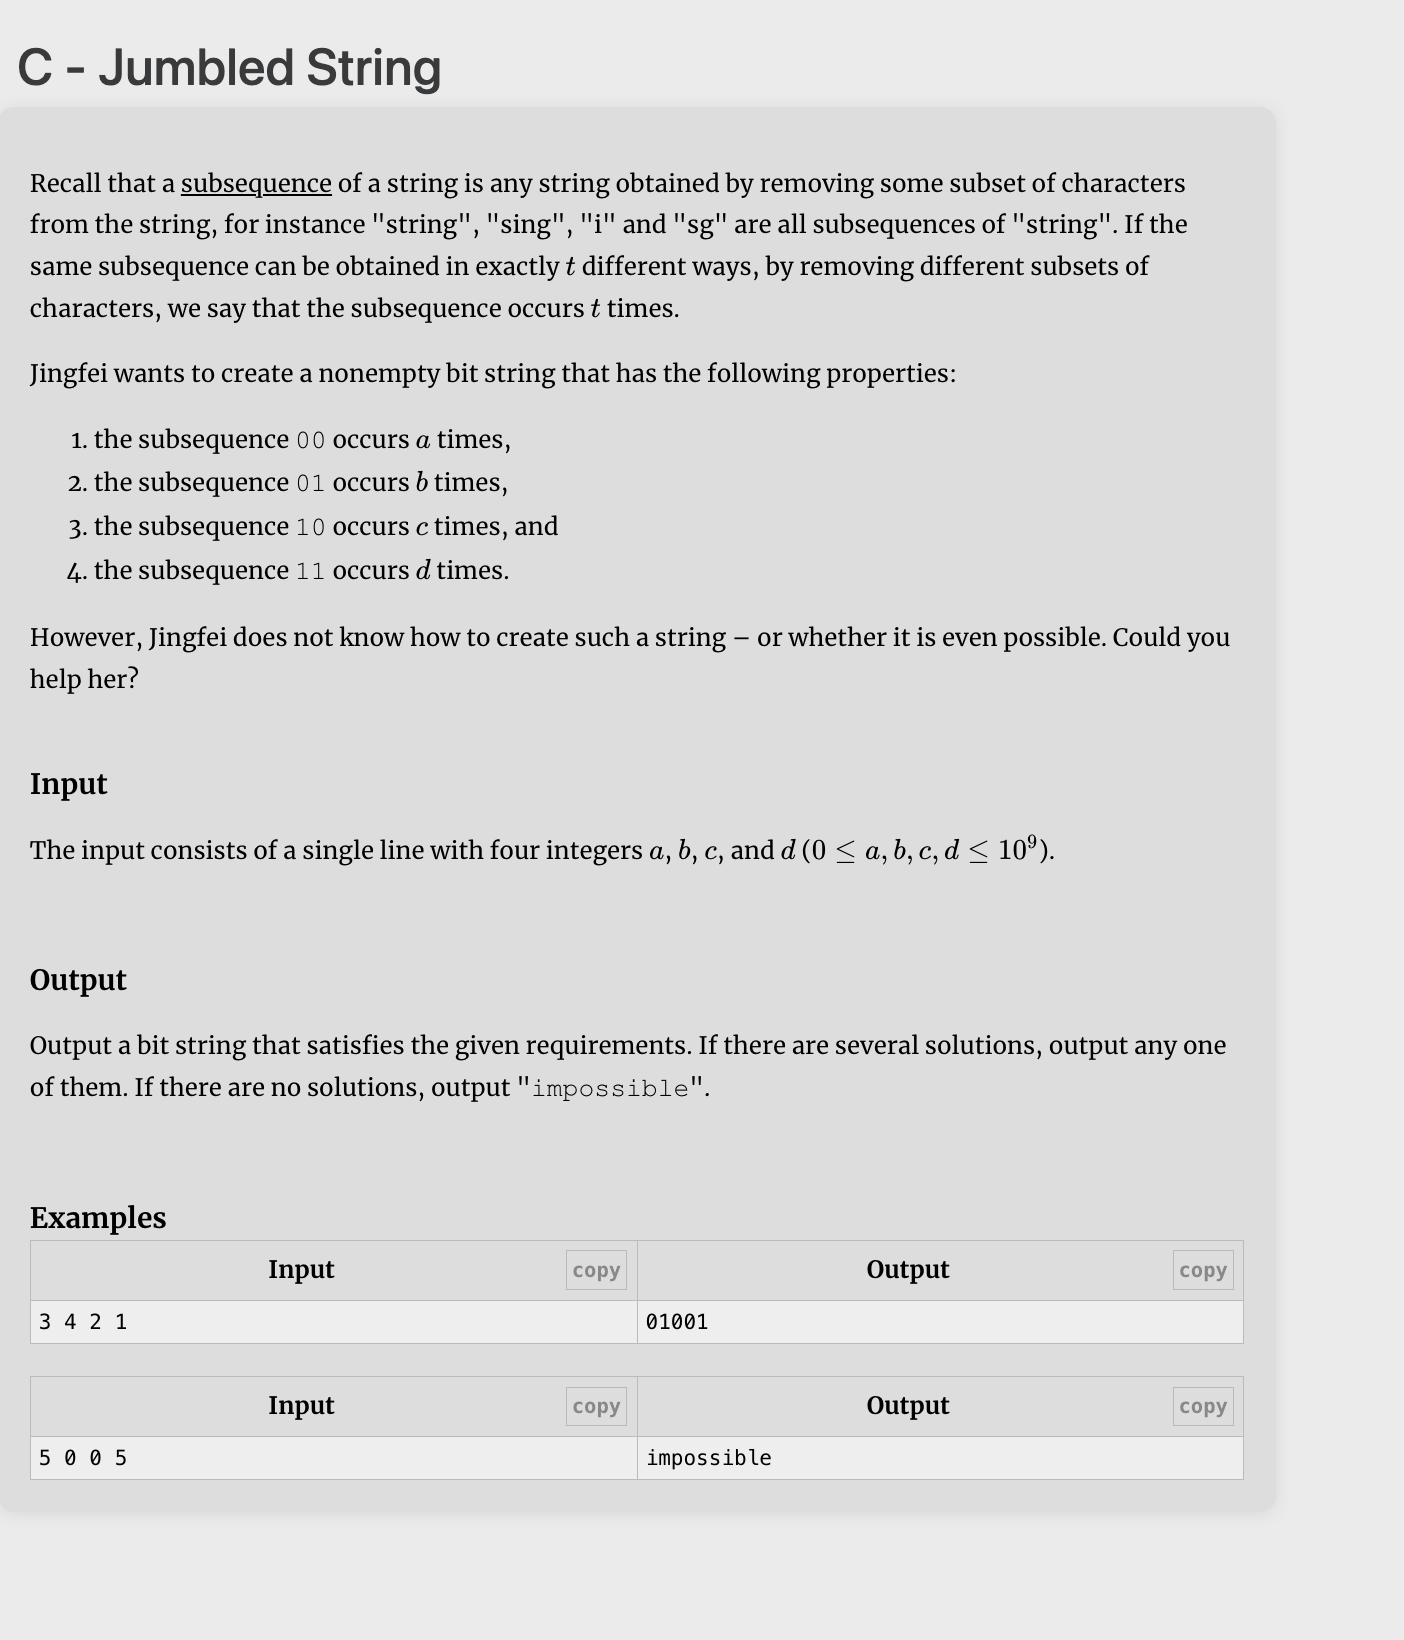 C - Jumbled String
Recall that a subsequence of a string is any string obtained by removing some subset of characters
from the string, for instance "string", "sing", "i" and "sg" are all subsequences of "string". If the
same subsequence can be obtained in exactly t different ways, by removing different subsets of
characters, we say that the subsequence occurs t times.
Jingfei wants to create a nonempty bit string that has the following properties:
1. the subsequence 00 occurs a times,
2. the subsequence 01 occurs b times,
3. the subsequence 10 occurs c times, and
4. the subsequence 11 occurs d times.
However, Jingfei does not know how to create such a string – or whether it is even possible. Could you
help her?
Input
The input consists of a single line with four integers a, b, c, and d (0 ≤ a, b, c, d ≤ 10⁹).
Output
Output a bit string that satisfies the given requirements. If there are several solutions, output any one
of them. If there are no solutions, output "impossible".
Examples
Input copy Output copy
3 4 2 1 01001
Input copy Output copy
5 0 0 5 impossible